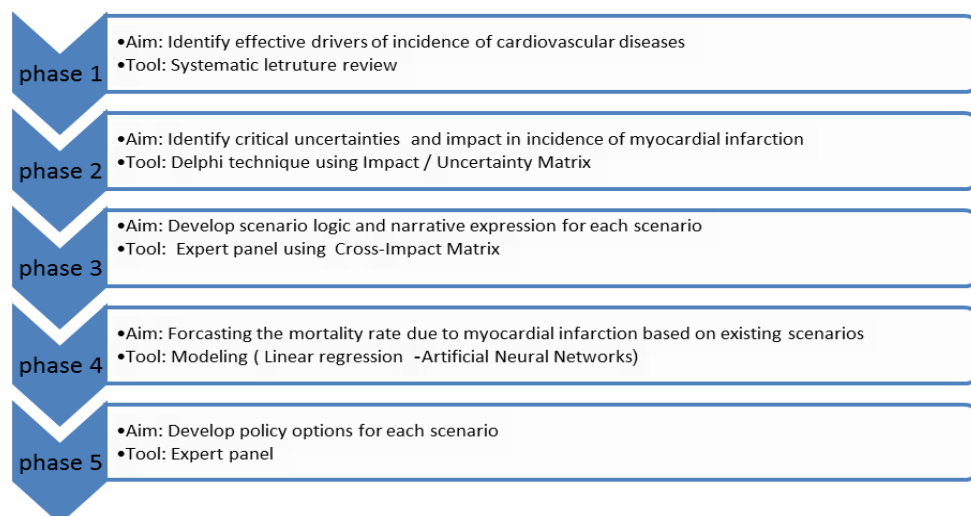 phase 1
•Aim: Identify effective drivers of incidence of cardiovascular diseases
•Tool: Systematic letruture review
phase 2
•Aim: Identify critical uncertainties and impact in incidence of myocardial infarction
•Tool: Delphi technique using Impact / Uncertainty Matrix
phase 3
•Aim: Develop scenario logic and narrative expression for each scenario
•Tool: Expert panel using Cross-Impact Matrix
phase 4
•Aim: Forcasting the mortality rate due to myocardial infarction based on existing scenarios
•Tool: Modeling ( Linear regression -Artificial Neural Networks)
phase 5
•Aim: Develop policy options for each scenario
•Tool: Expert panel